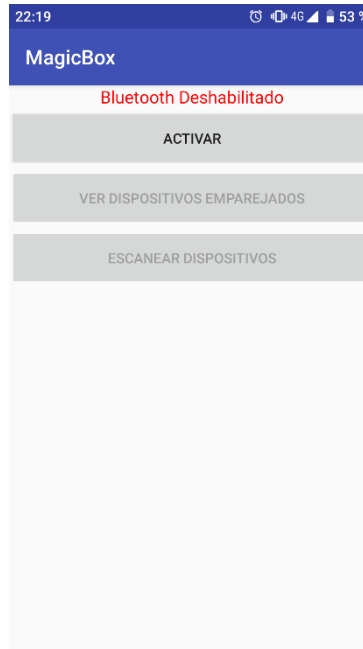 22:19 4G 53 %
MagicBox
Bluetooth Deshabilitado
ACTIVAR
VER DISPOSITIVOS EMPAREJADOS
ESCANEAR DISPOSITIVOS